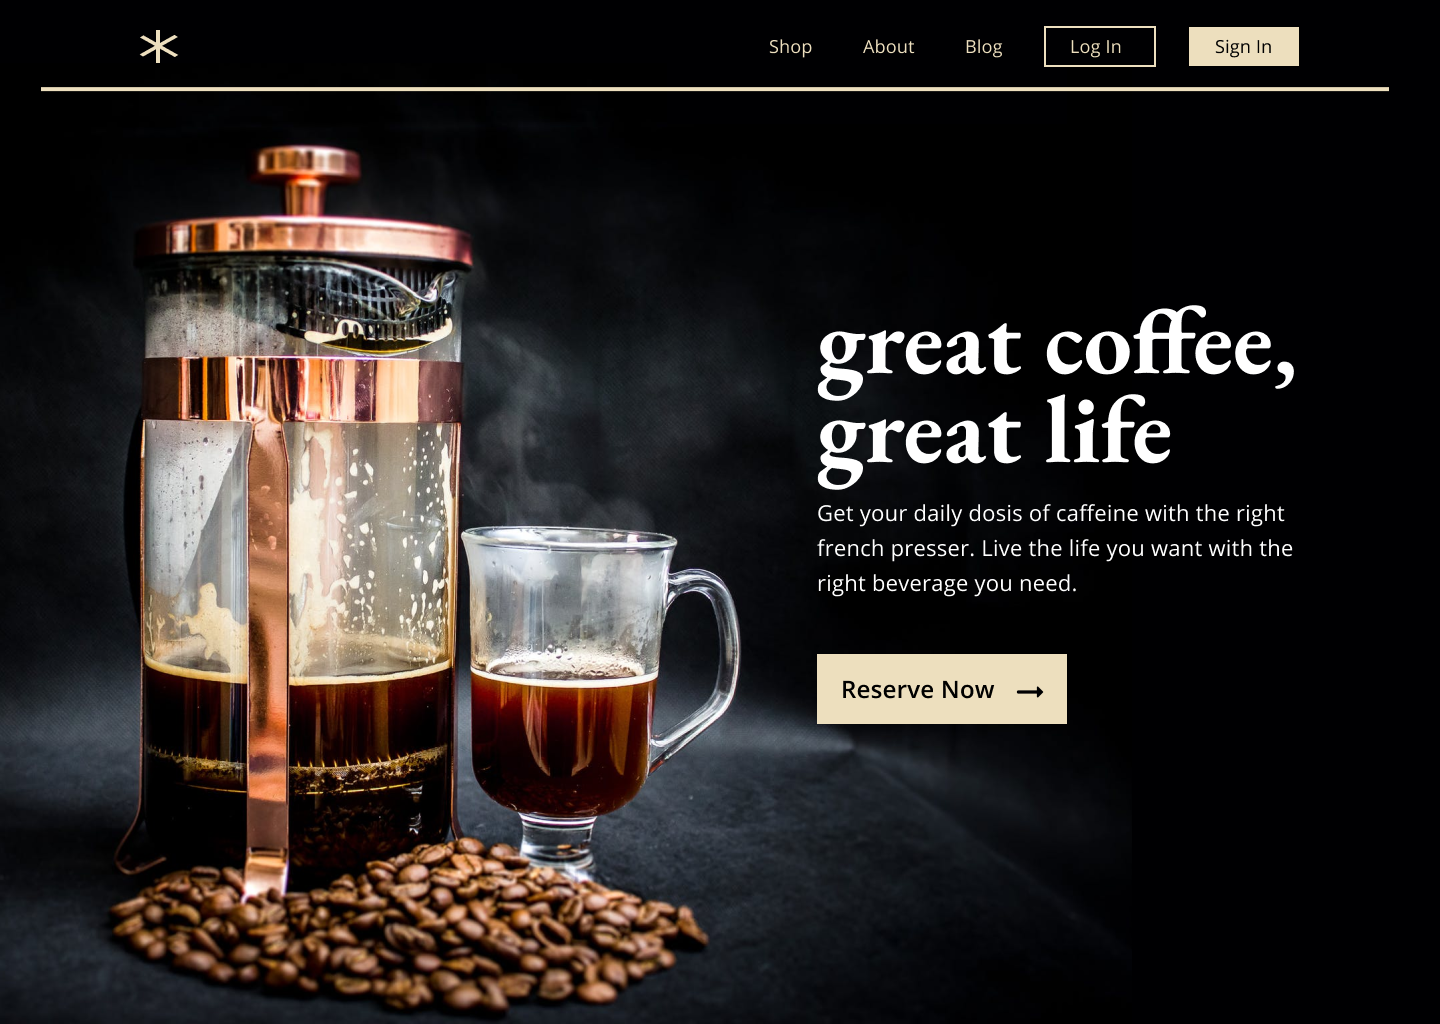 Shop About Blog Log In Sign In
great coffee,
great life
Get your daily dosis of caffeine with the right
french presser. Live the life you want with the
right beverage you need.
Reserve Now